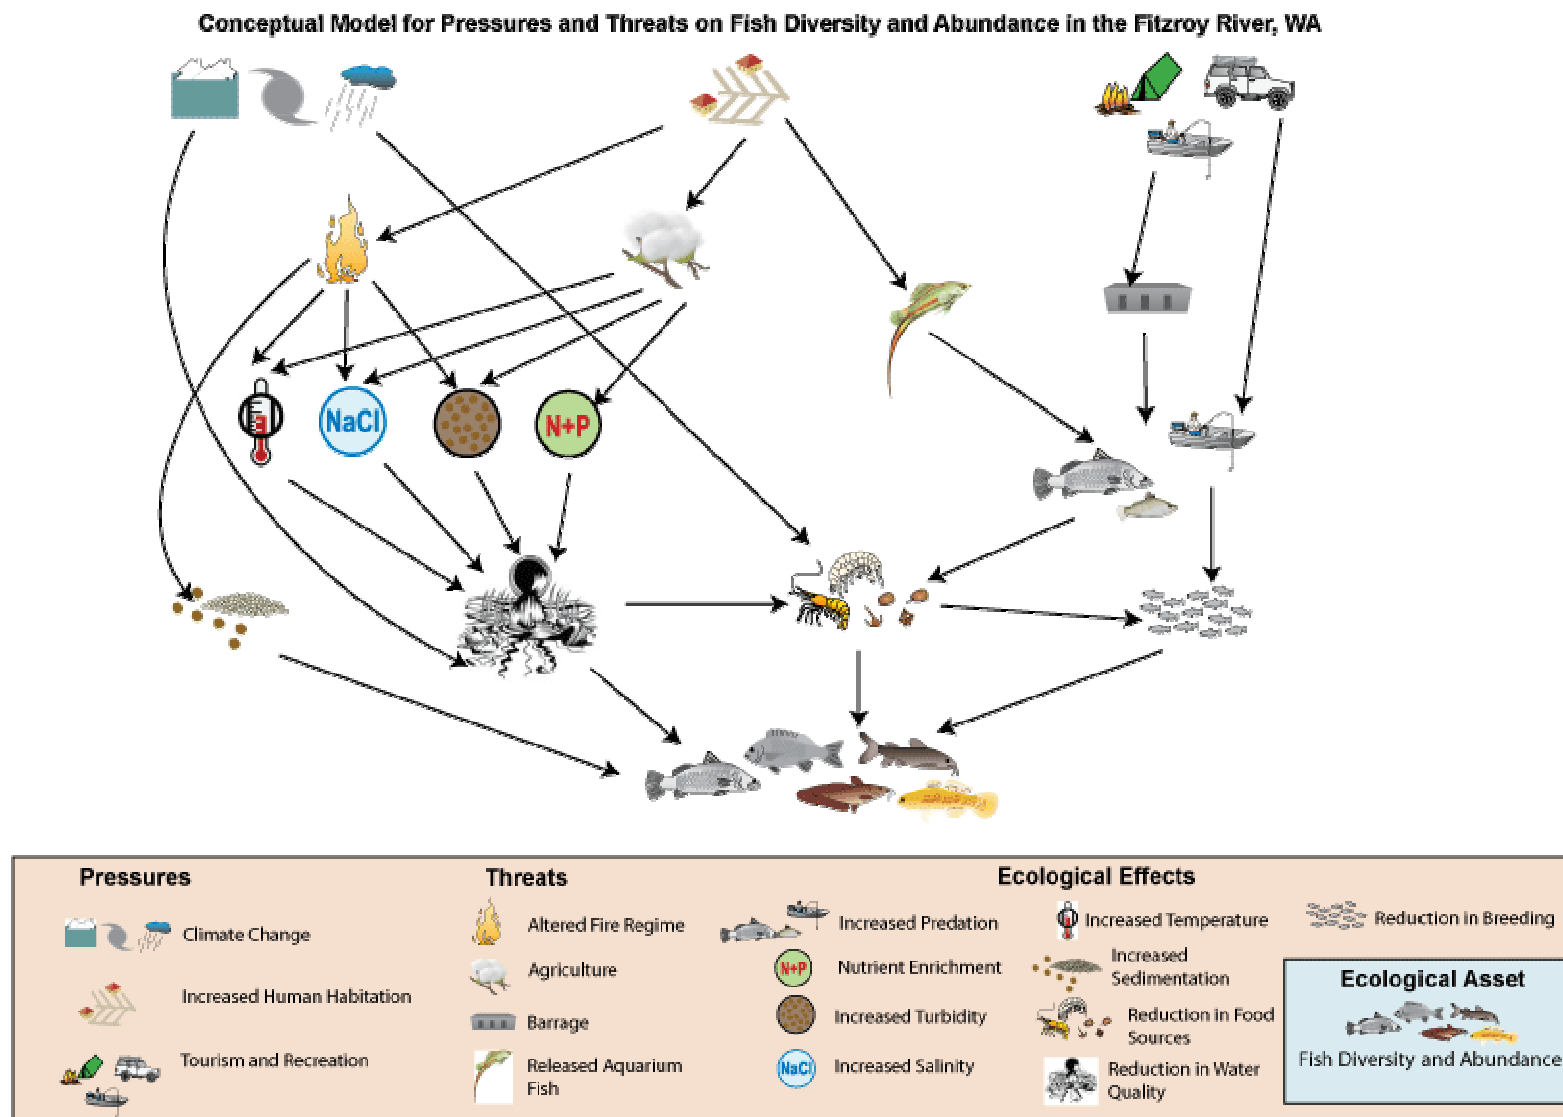 Conceptual Model for Pressures and Threats on Fish Diversity and Abundance in the Fitzroy River, WA
NaCl
N+P
Pressures
Climate Change
Increased Human Habitation
Tourism and Recreation
Threats
Altered Fire Regime
Agriculture
Barrage
Released Aquarium
Fish
Ecological Effects
Increased Predation
N+P
Nutrient Enrichment
Increased Turbidity
NaCl
Increased Salinity
Increased Temperature
Increased
Sedimentation
Reduction in Food
Sources
Reduction in Water
Quality
Reduction in Breeding
Ecological Asset
Fish Diversity and Abundance